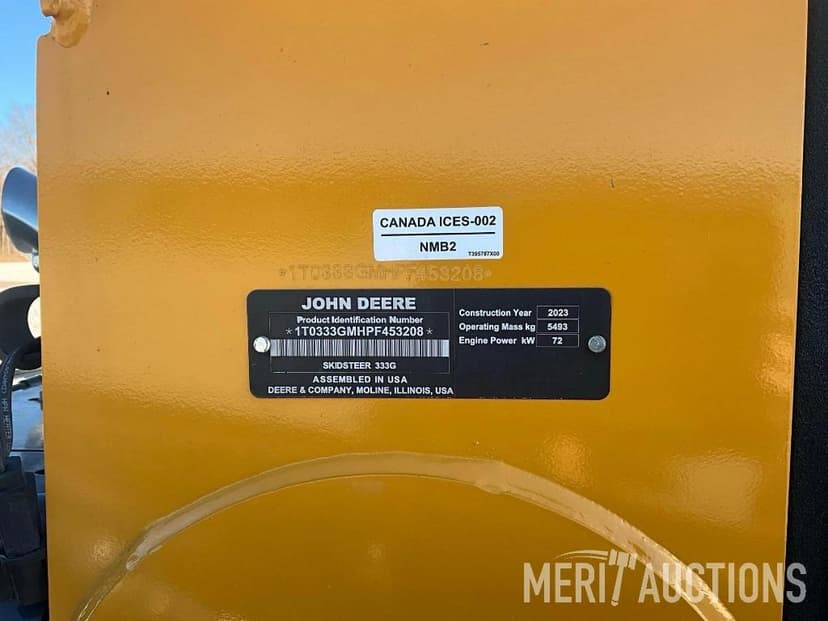 CANADA ICES-002
NMB2
T395787X00
*1T0333GMHPF453208*
JOHN DEERE
Product Identification Number
*1T0333GMHPF453208*
SKIDSTEER 333G
ASSEMBLED IN USA
DEERE & COMPANY, MOLINE, ILLINOIS, USA
Construction Year 2023
Operating Mass kg 5493
Engine Power kW 72
MERIT AUCTIONS